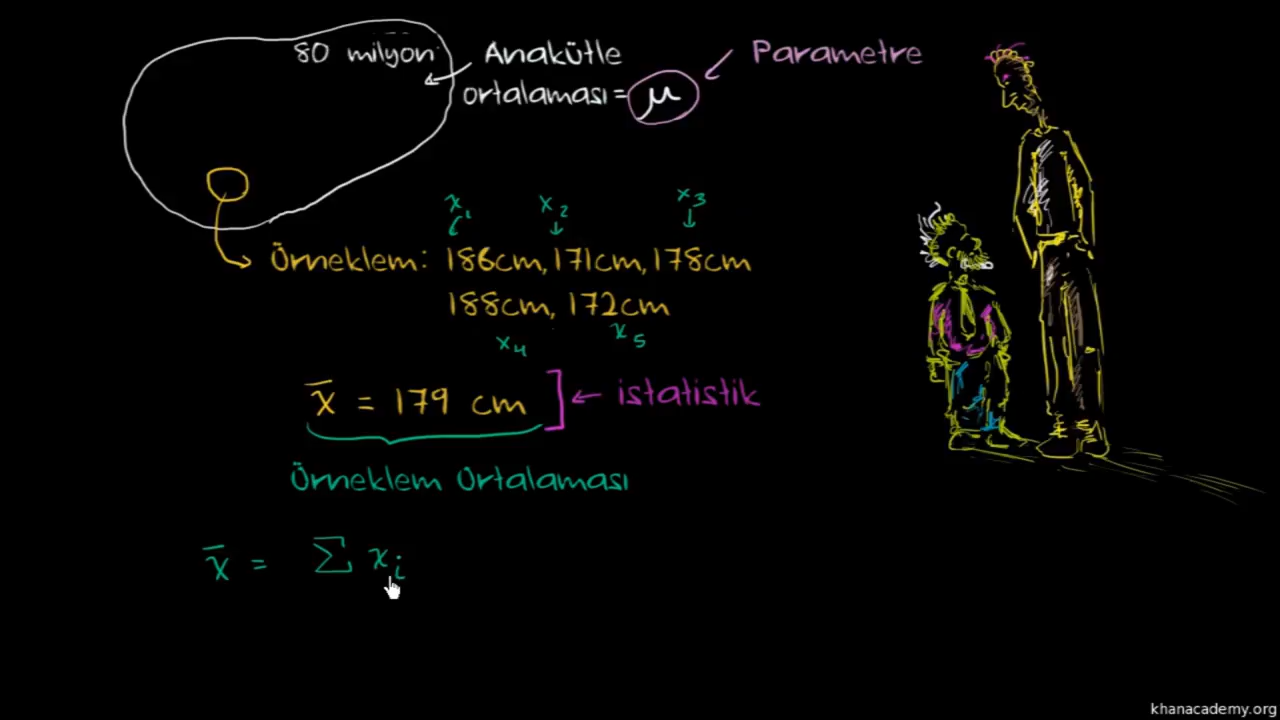 80 milyon
Anakütle
ortalaması = μ
Parametre
x₁ x₂ x₃
Örneklem: 186cm, 171cm, 178cm
188cm, 172cm
x₄ x₅
x̄ = 179 cm
istatistik
Örneklem Ortalaması
x̄ = Σ xᵢ
khanacademy.org